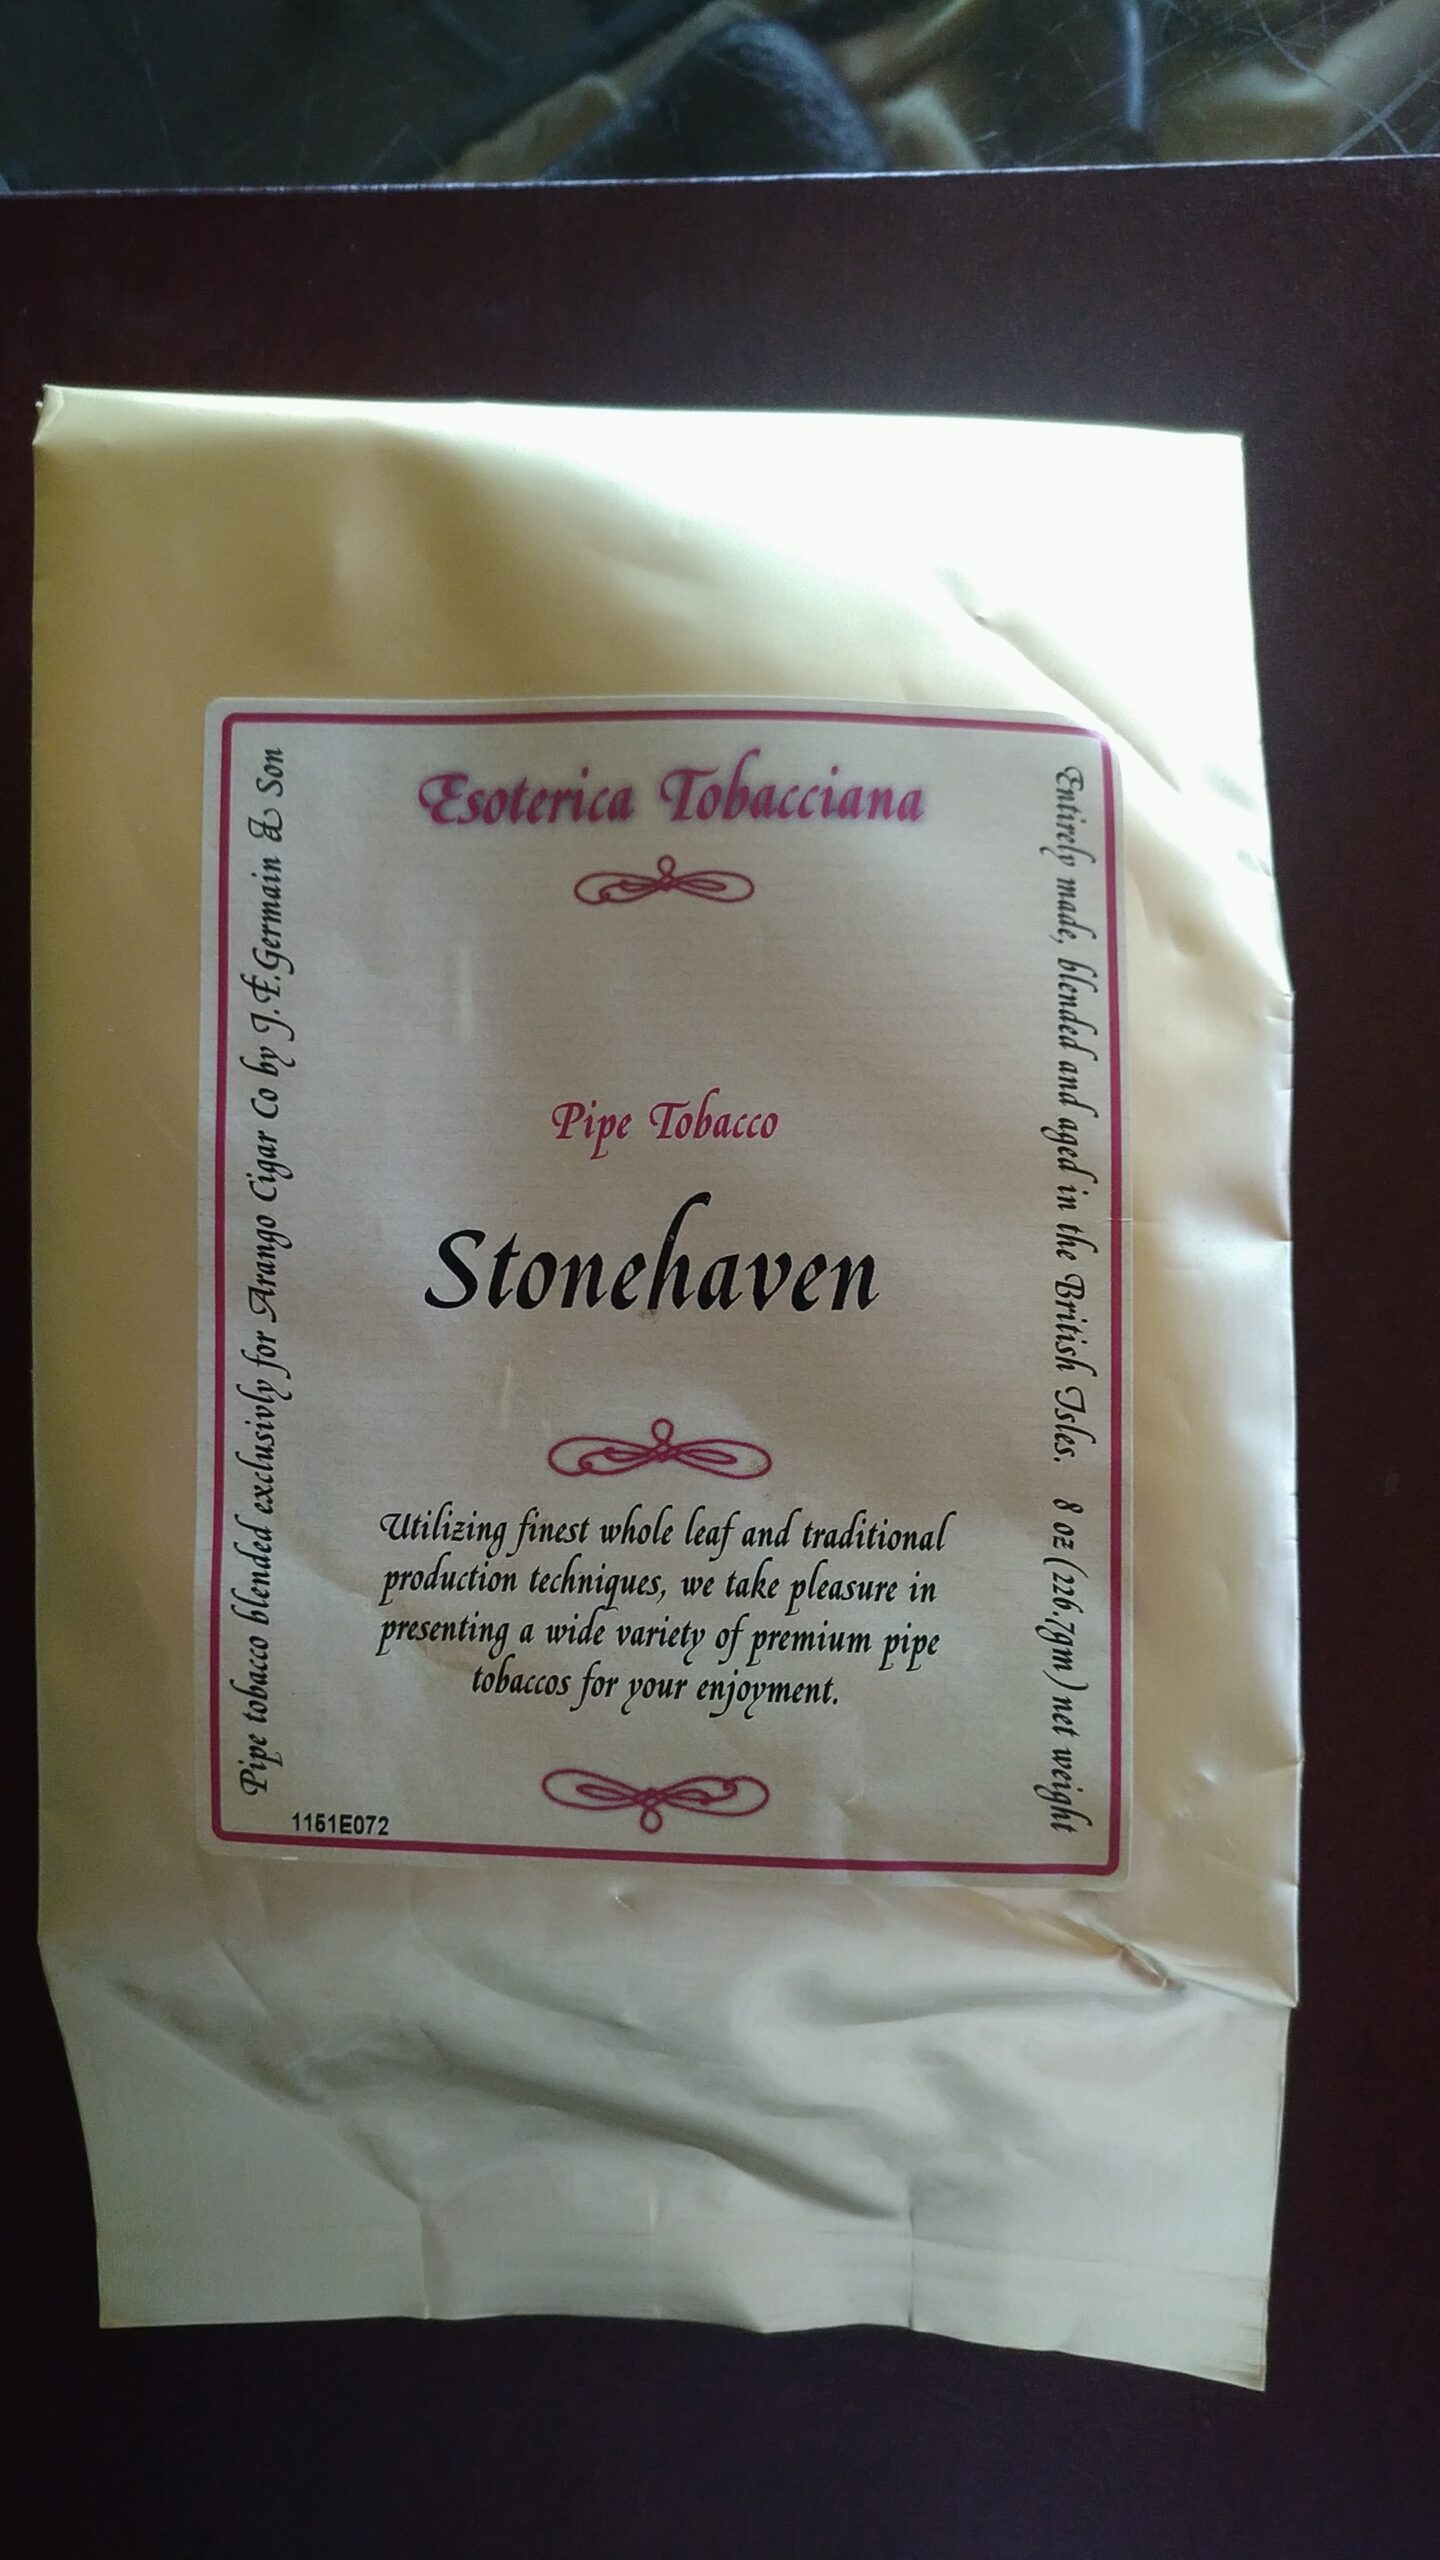 Esoterica Tobacciana
Pipe Tobacco
Stonehaven
Utilizing finest whole leaf and traditional
production techniques, we take pleasure in
presenting a wide variety of premium pipe
tobaccos for your enjoyment.
Pipe tobacco blended exclusivly for Arango Cigar Co by J.E.Germain & Son
Entirely made, blended and aged in the British Isles. 8 oz (226.7gm) net weight
1151E072